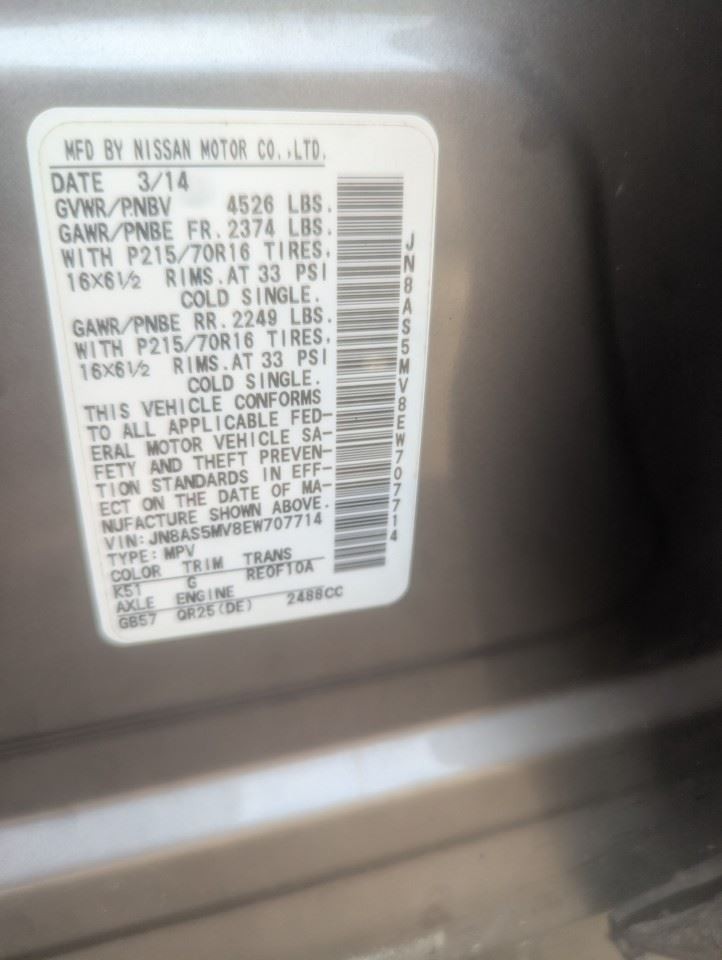 MFD BY NISSAN MOTOR CO.,LTD.
DATE 3/14
GVWR/PNBV 4526 LBS.
GAWR/PNBE FR. 2374 LBS.
WITH P215/70R16 TIRES,
16X6½ RIMS.AT 33 PSI
COLD SINGLE.
GAWR/PNBE RR. 2249 LBS.
WITH P215/70R16 TIRES,
16X6½ RIMS.AT 33 PSI
COLD SINGLE.
THIS VEHICLE CONFORMS
TO ALL APPLICABLE FED-
ERAL MOTOR VEHICLE SA-
FETY AND THEFT PREVEN-
TION STANDARDS IN EFF-
ECT ON THE DATE OF MA-
NUFACTURE SHOWN ABOVE.
VIN: JN8AS5MV8EW707714
TYPE: MPV
COLOR TRIM TRANS
K51 G RE0F10A
AXLE ENGINE
GB57 QR25(DE) 2488CC
JN8AS5MV8EW707714